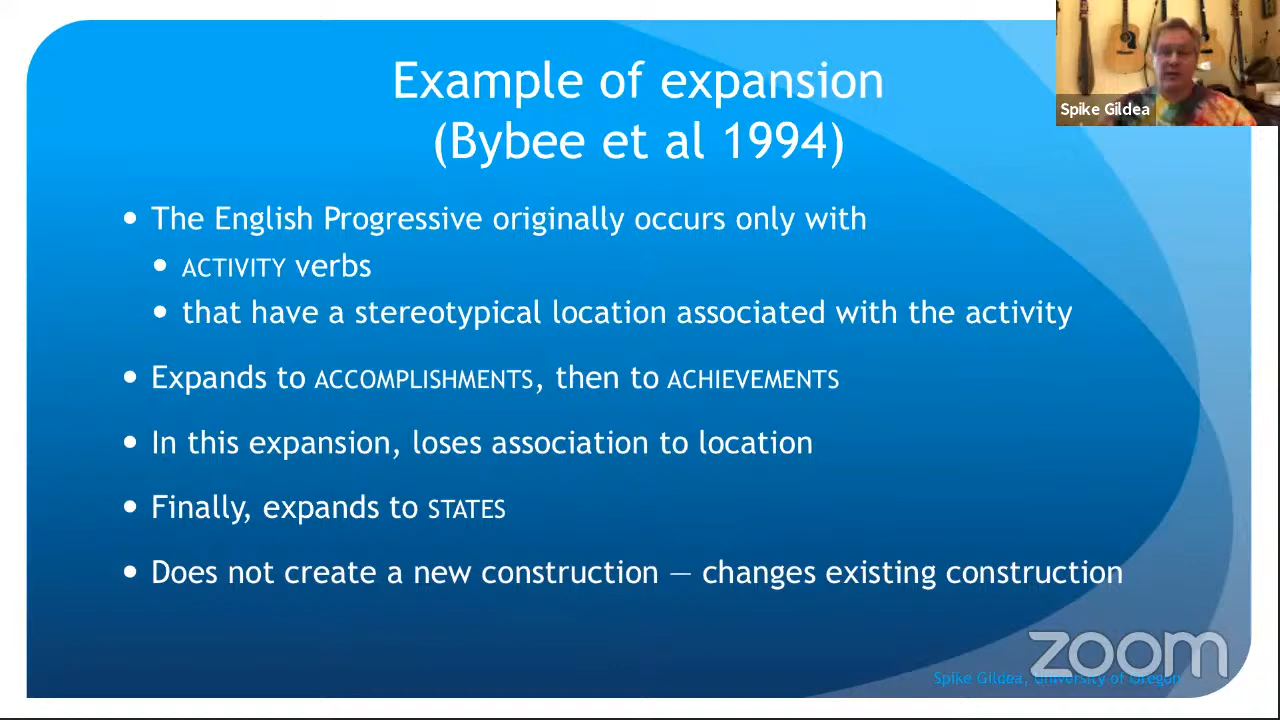 Example of expansion
(Bybee et al 1994)
Spike Gildea
• The English Progressive originally occurs only with
• ACTIVITY verbs
• that have a stereotypical location associated with the activity
• Expands to ACCOMPLISHMENTS, then to ACHIEVEMENTS
• In this expansion, loses association to location
• Finally, expands to STATES
• Does not create a new construction — changes existing construction
zoom
Spike Gildea, University of Oregon